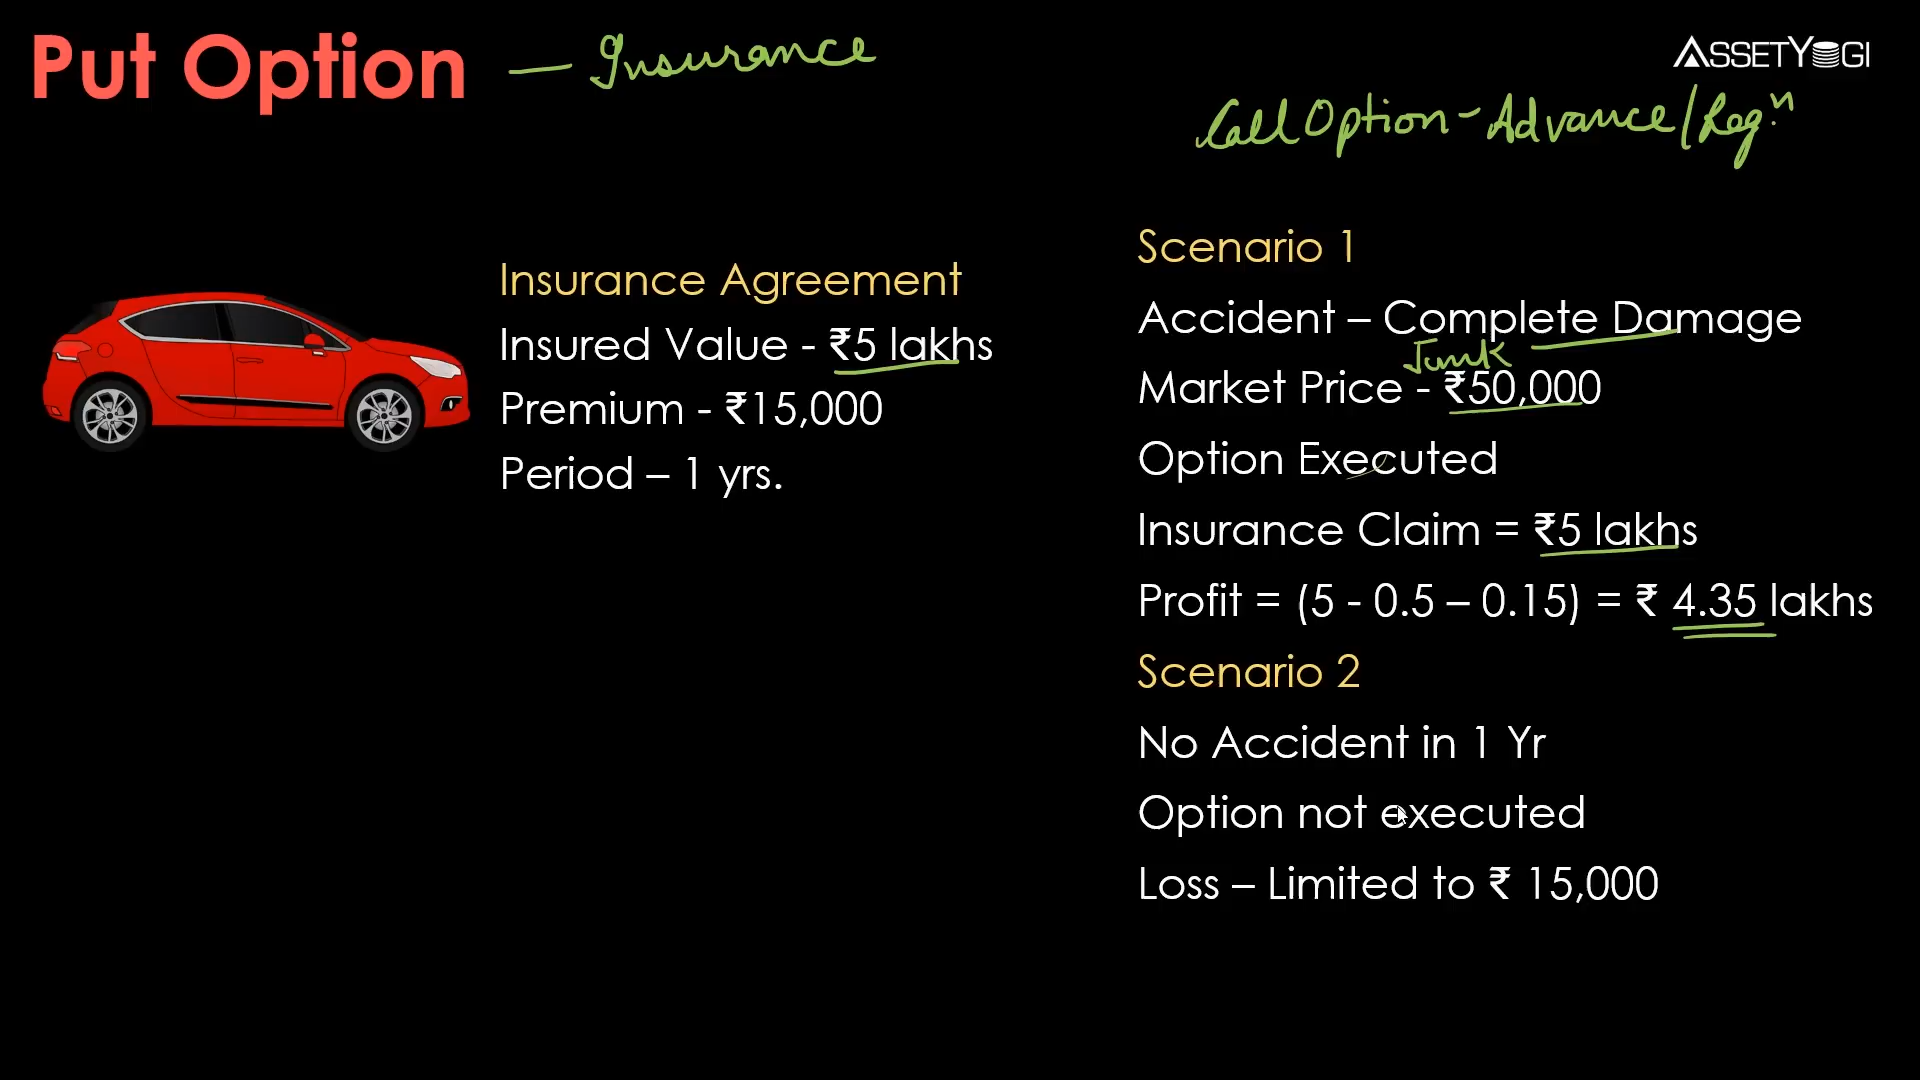 Put Option — Insurance
ASSETYOGI
Call Option - Advance/Reg.n
Insurance Agreement
Insured Value - ₹5 lakhs
Premium - ₹15,000
Period – 1 yrs.
Scenario 1
Accident – Complete Damage
Junk
Market Price - ₹50,000
Option Executed
Insurance Claim = ₹5 lakhs
Profit = (5 - 0.5 – 0.15) = ₹ 4.35 lakhs
Scenario 2
No Accident in 1 Yr
Option not executed
Loss – Limited to ₹ 15,000